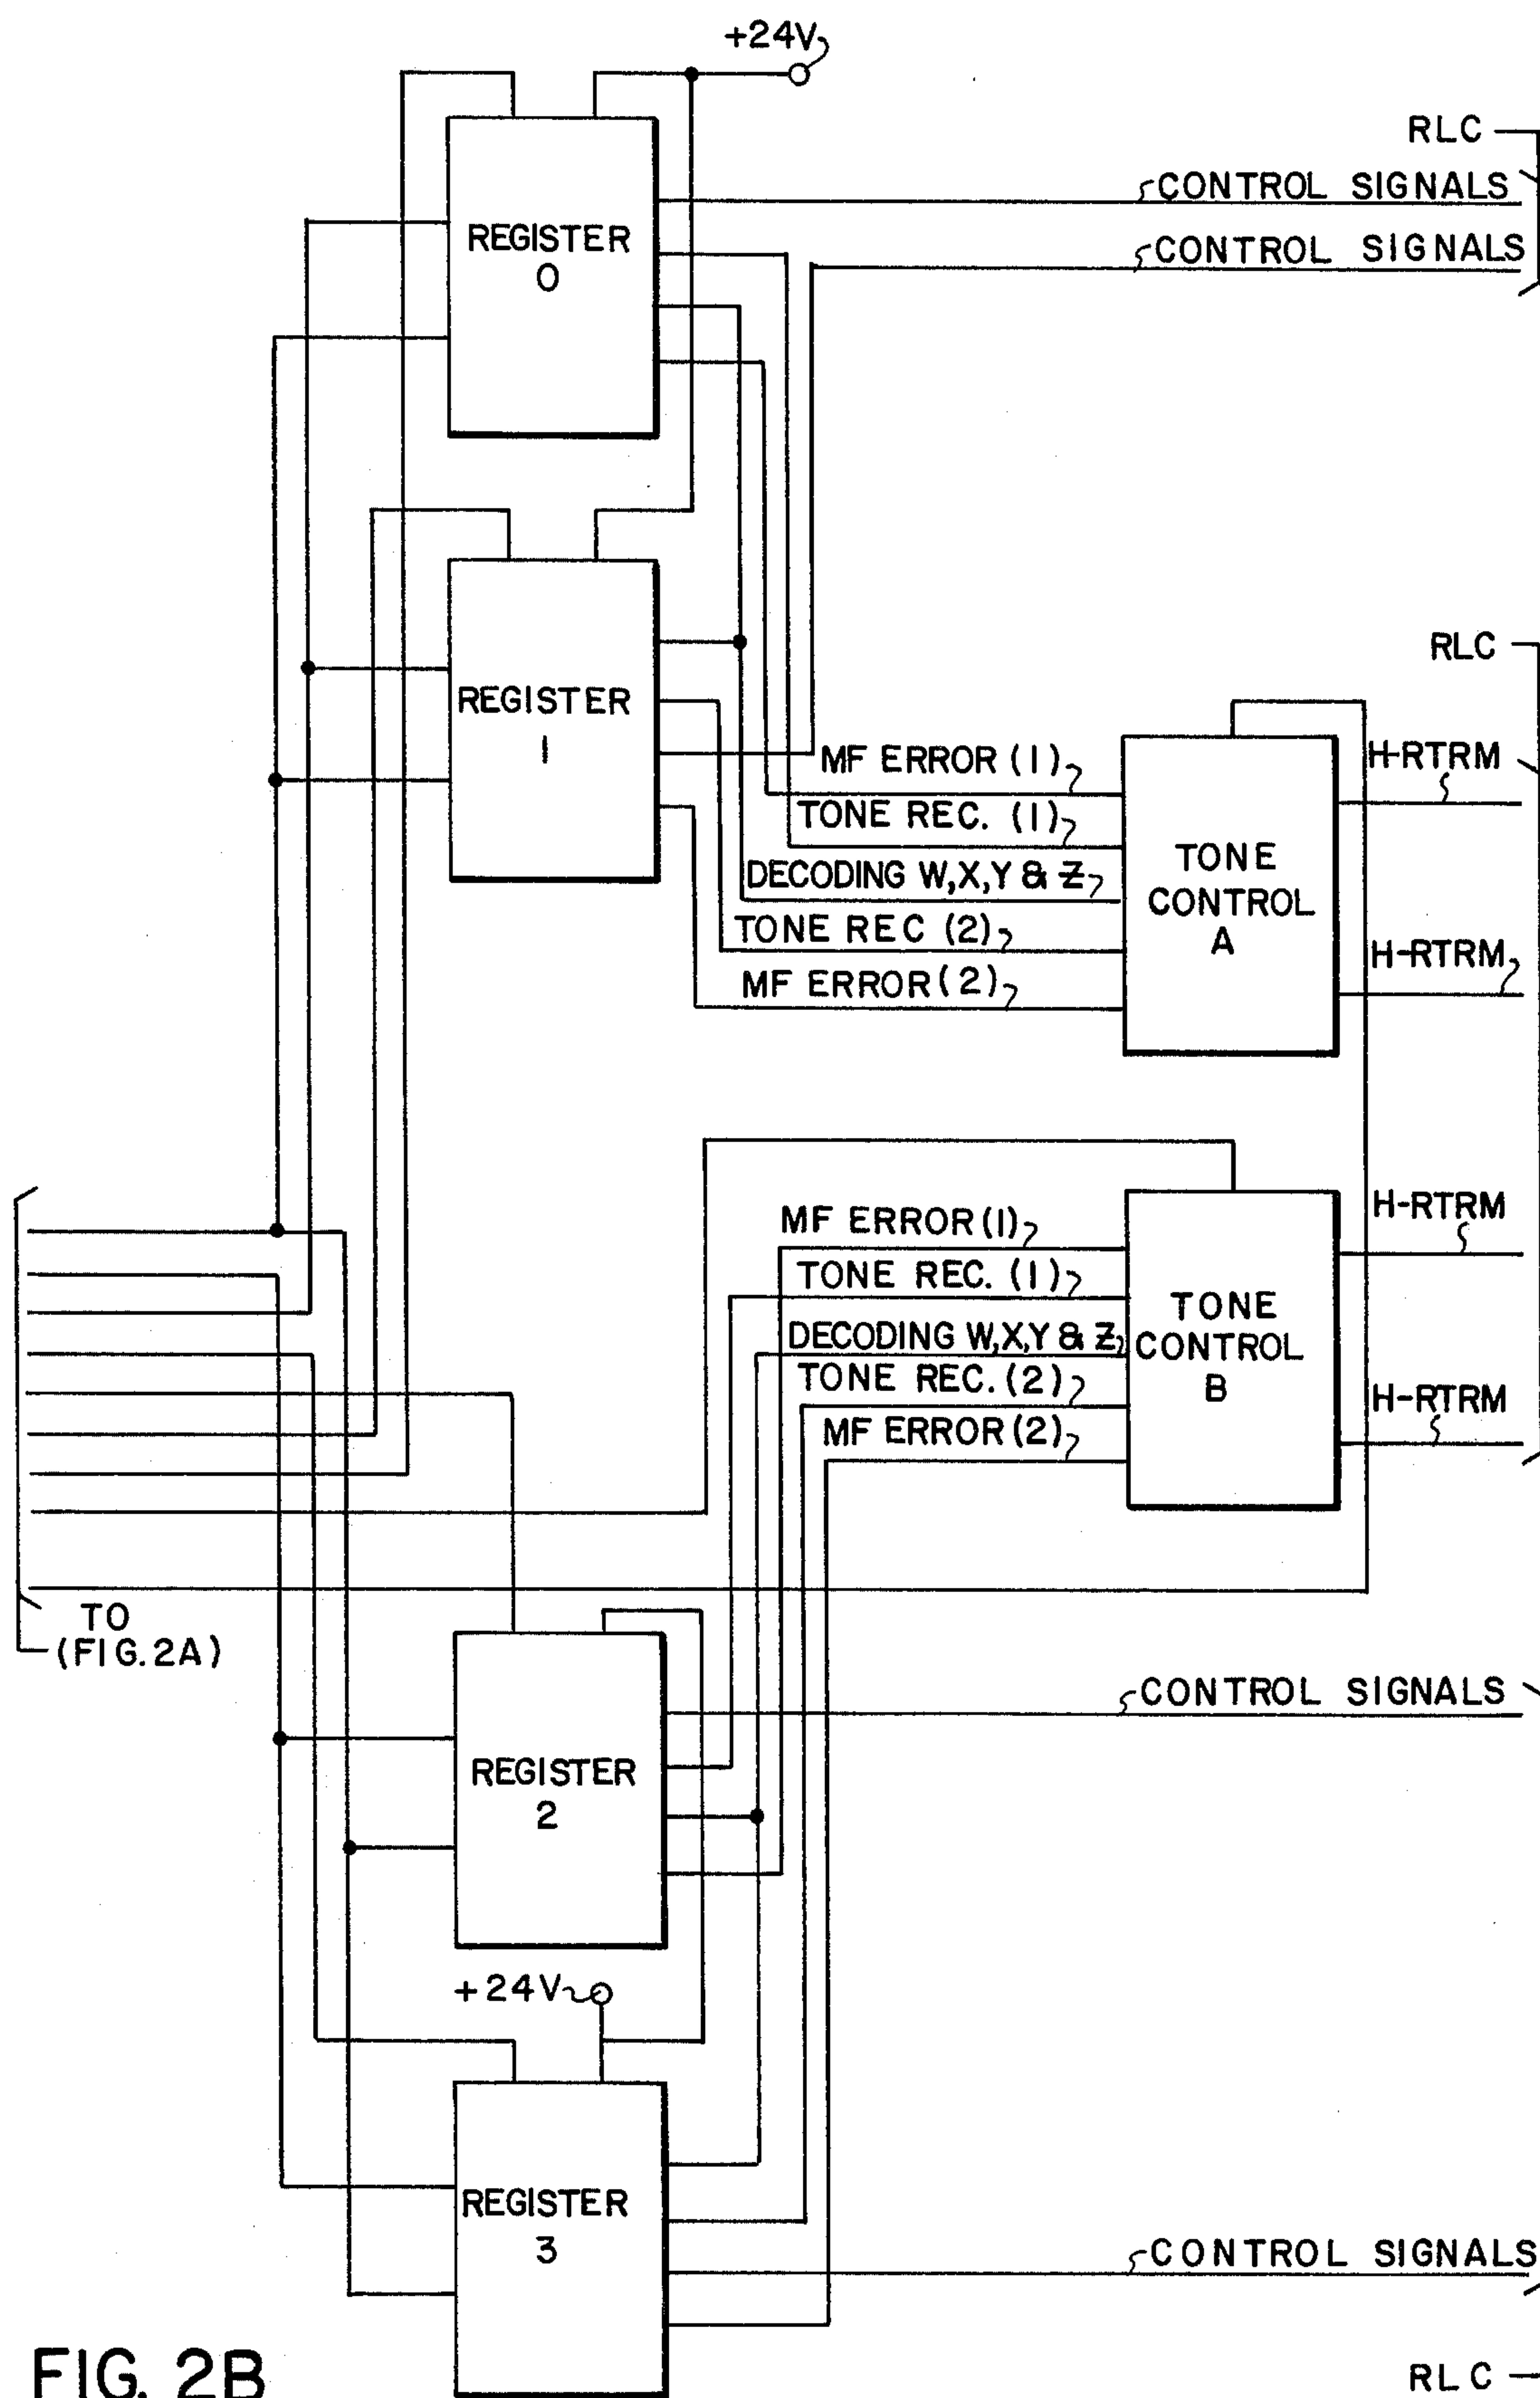 +24V
RLC
CONTROL SIGNALS
CONTROL SIGNALS
REGISTER
0
REGISTER
1
RLC
MF ERROR (1)
TONE REC. (1)
DECODING W,X,Y & Z
TONE REC (2)
MF ERROR (2)
TONE
CONTROL
A
H-RTRM
H-RTRM
MF ERROR (1)
TONE REC. (1)
DECODING W,X,Y & Z
TONE REC. (2)
MF ERROR (2)
TONE
CONTROL
B
H-RTRM
H-RTRM
TO
(FIG. 2A)
CONTROL SIGNALS
REGISTER
2
+24V
REGISTER
3
CONTROL SIGNALS
FIG. 2B
RLC